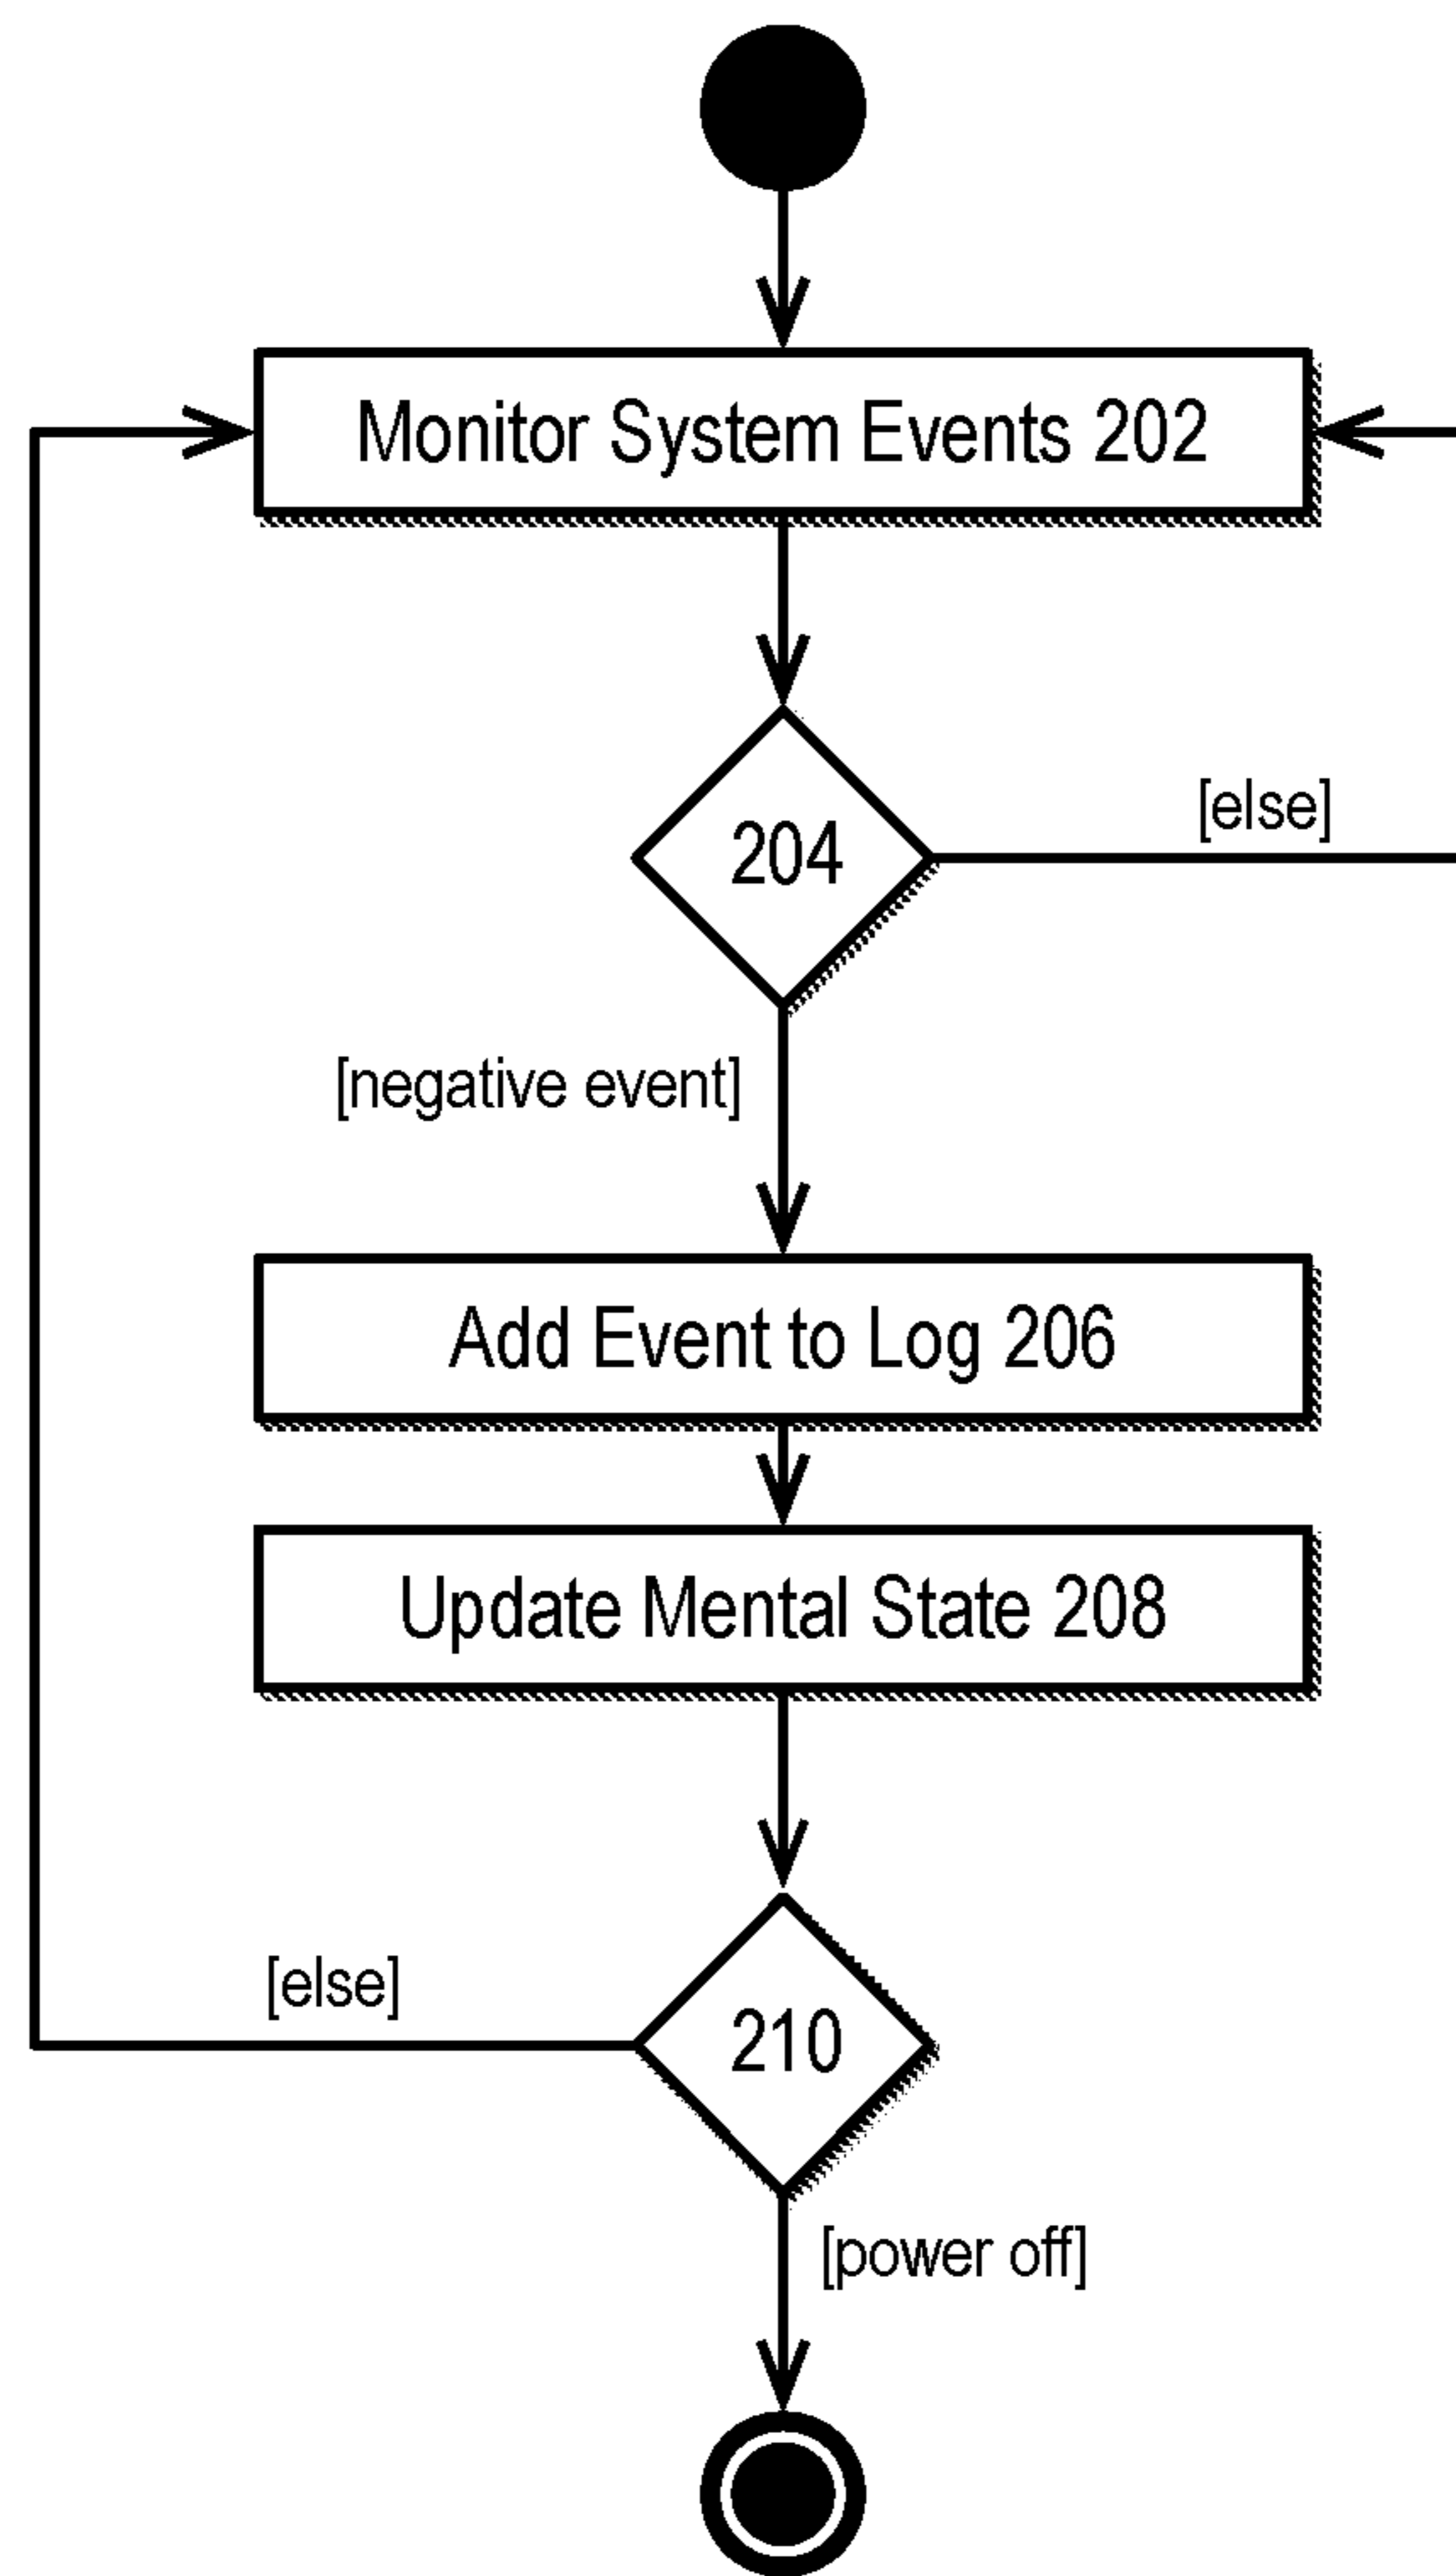 Monitor System Events 202
204
[else]
[negative event]
Add Event to Log 206
Update Mental State 208
[else]
210
[power off]